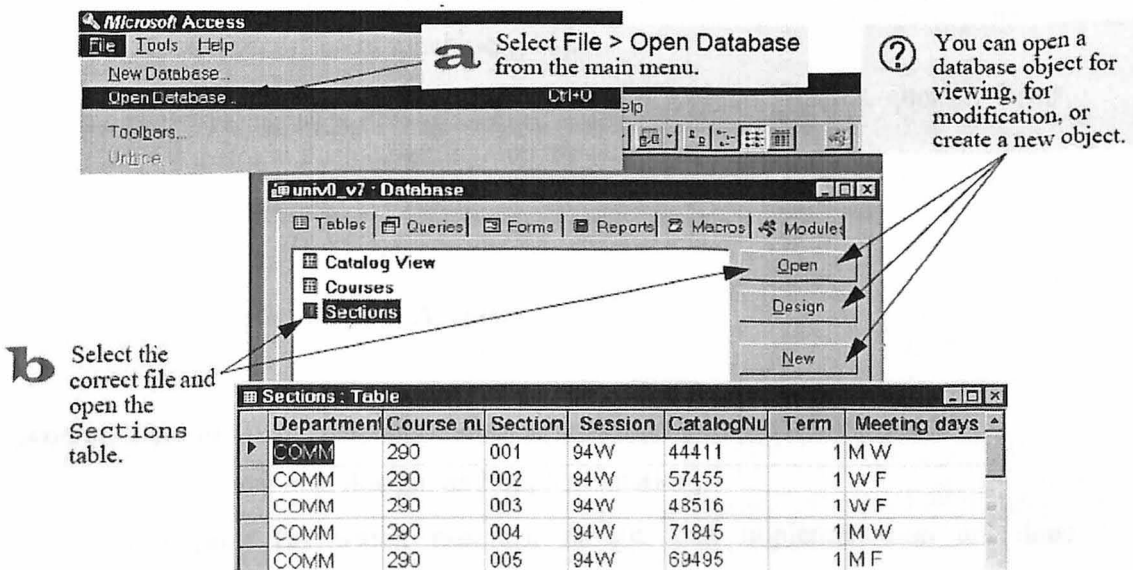 Microsoft Access
File Tools Help
New Database...
Open Database... Ctrl+O
Toolbars...
Unhide...
a Select File > Open Database
from the main menu.
? You can open a
database object for
viewing, for
modification, or
create a new object.
elp
univ0_v7 : Database
Tables Queries Forms Reports Macros Modules
Catalog View
Courses
Sections
Open
Design
New
b Select the
correct file and
open the
Sections
table.
Sections : Table
Department Course nu Section Session CatalogNu Term Meeting days
COMM 290 001 94W 44411 1 M W
COMM 290 002 94W 57455 1 W F
COMM 290 003 94W 48516 1 W F
COMM 290 004 94W 71845 1 M W
COMM 290 005 94W 69495 1 M F